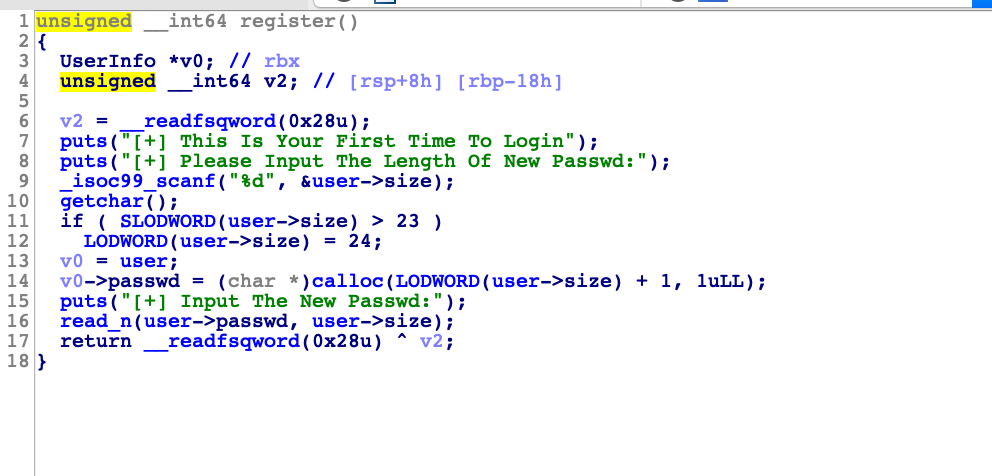 1 unsigned __int64 register()
2 {
3   UserInfo *v0; // rbx
4   unsigned __int64 v2; // [rsp+8h] [rbp-18h]
5
6   v2 = __readfsqword(0x28u);
7   puts("[+] This Is Your First Time To Login");
8   puts("[+] Please Input The Length Of New Passwd:");
9   _isoc99_scanf("%d", &user->size);
10   getchar();
11   if ( SLODWORD(user->size) > 23 )
12     LODWORD(user->size) = 24;
13   v0 = user;
14   v0->passwd = (char *)calloc(LODWORD(user->size) + 1, 1uLL);
15   puts("[+] Input The New Passwd:");
16   read_n(user->passwd, user->size);
17   return __readfsqword(0x28u) ^ v2;
18 }